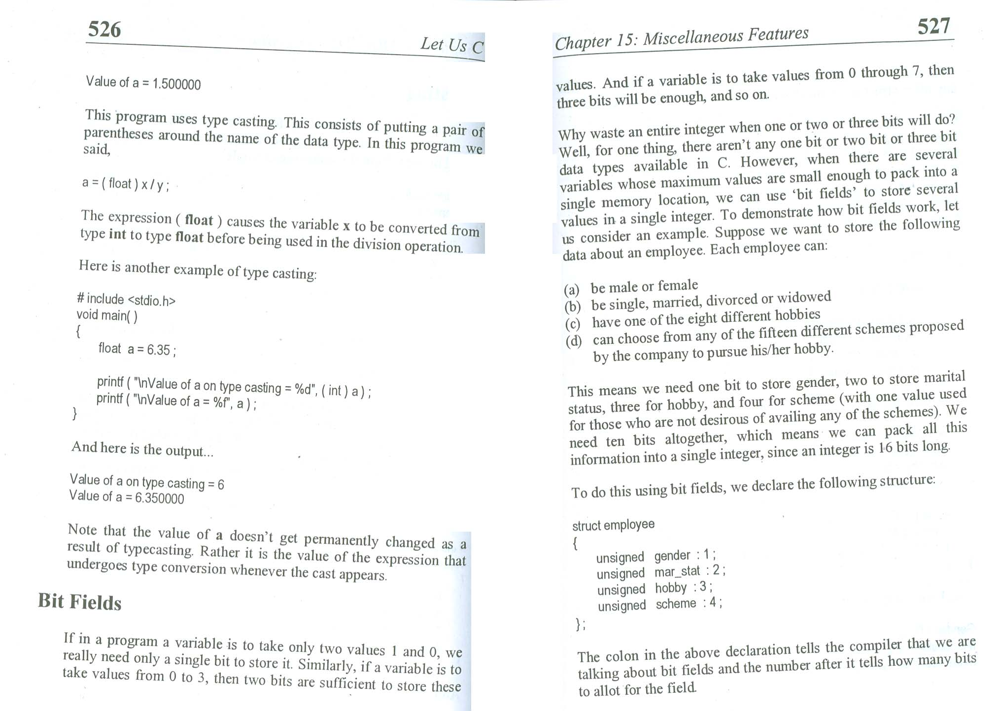 526
Let Us C
Value of a = 1.500000
This program uses type casting. This consists of putting a pair of
parentheses around the name of the data type. In this program we
said,
a = ( float ) x / y ;
The expression ( float ) causes the variable x to be converted from
type int to type float before being used in the division operation.
Here is another example of type casting:
# include <stdio.h>
void main( )
{
float a = 6.35 ;
printf ( "\nValue of a on type casting = %d", ( int ) a ) ;
printf ( "\nValue of a = %f", a ) ;
}
And here is the output...
Value of a on type casting = 6
Value of a = 6.350000
Note that the value of a doesn't get permanently changed as a
result of typecasting. Rather it is the value of the expression that
undergoes type conversion whenever the cast appears.
Bit Fields
If in a program a variable is to take only two values 1 and 0, we
really need only a single bit to store it. Similarly, if a variable is to
take values from 0 to 3, then two bits are sufficient to store these
Chapter 15: Miscellaneous Features
527
values. And if a variable is to take values from 0 through 7, then
three bits will be enough, and so on.
Why waste an entire integer when one or two or three bits will do?
Well, for one thing, there aren't any one bit or two bit or three bit
data types available in C. However, when there are several
variables whose maximum values are small enough to pack into a
single memory location, we can use 'bit fields' to store several
values in a single integer. To demonstrate how bit fields work, let
us consider an example. Suppose we want to store the following
data about an employee. Each employee can:
(a) be male or female
(b) be single, married, divorced or widowed
(c) have one of the eight different hobbies
(d) can choose from any of the fifteen different schemes proposed
by the company to pursue his/her hobby.
This means we need one bit to store gender, two to store marital
status, three for hobby, and four for scheme (with one value used
for those who are not desirous of availing any of the schemes). We
need ten bits altogether, which means we can pack all this
information into a single integer, since an integer is 16 bits long.
To do this using bit fields, we declare the following structure:
struct employee
{
unsigned gender : 1 ;
unsigned mar_stat : 2 ;
unsigned hobby : 3 ;
unsigned scheme : 4 ;
} ;
The colon in the above declaration tells the compiler that we are
talking about bit fields and the number after it tells how many bits
to allot for the field.